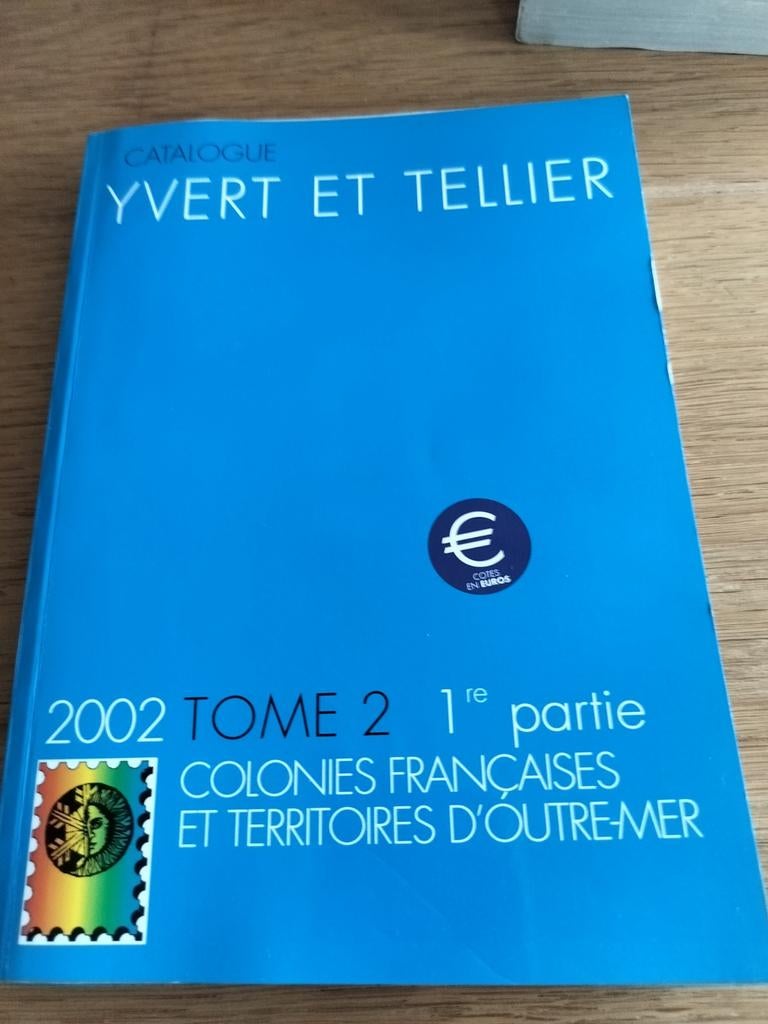 CATALOGUE
YVERT ET TELLIER
€
COTES
EN EUROS
2002 TOME 2 1re partie
COLONIES FRANÇAISES
ET TERRITOIRES D'OUTRE-MER